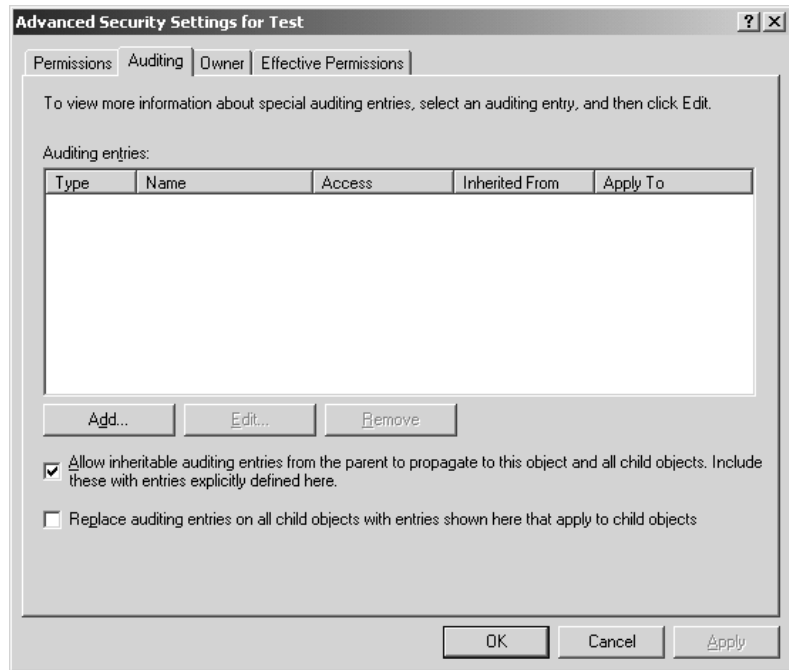 Advanced Security Settings for Test
Permissions Auditing Owner Effective Permissions
To view more information about special auditing entries, select an auditing entry, and then click Edit.
Auditing entries:
Type Name Access Inherited From Apply To
Add... Edit... Remove
Allow inheritable auditing entries from the parent to propagate to this object and all child objects. Include
these with entries explicitly defined here.
Replace auditing entries on all child objects with entries shown here that apply to child objects
OK Cancel Apply